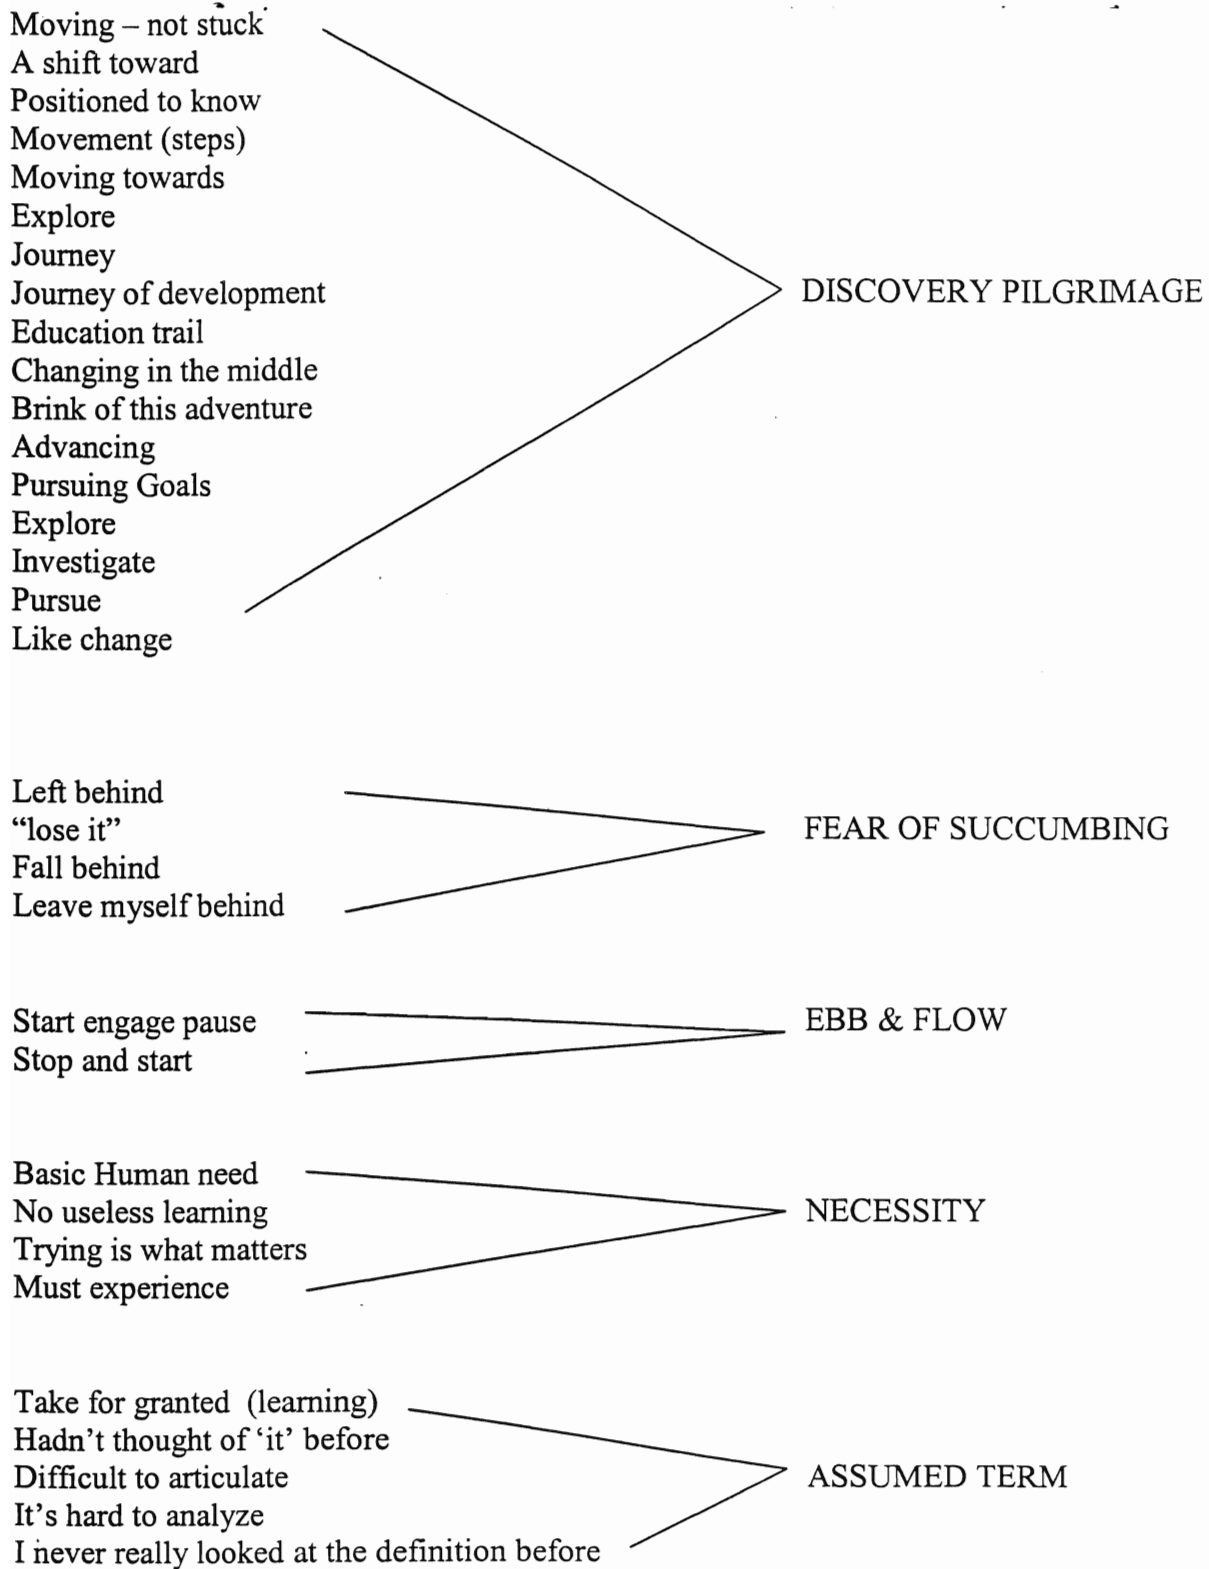 Moving – not stuck
A shift toward
Positioned to know
Movement (steps)
Moving towards
Explore
Journey
Journey of development
Education trail
Changing in the middle
Brink of this adventure
Advancing
Pursuing Goals
Explore
Investigate
Pursue
Like change
DISCOVERY PILGRIMAGE
Left behind
“lose it”
Fall behind
Leave myself behind
FEAR OF SUCCUMBING
Start engage pause
Stop and start
EBB & FLOW
Basic Human need
No useless learning
Trying is what matters
Must experience
NECESSITY
Take for granted (learning)
Hadn't thought of ‘it’ before
Difficult to articulate
It's hard to analyze
I never really looked at the definition before
ASSUMED TERM